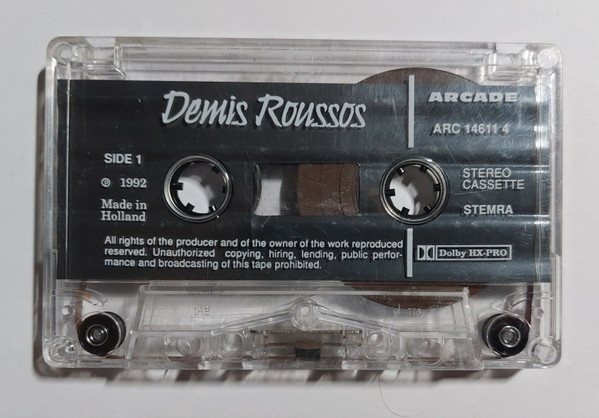 Demis Roussos
ARCADE
ARC 14611 4
SIDE 1
℗ 1992
Made in
Holland
STEREO
CASSETTE
STEMRA
All rights of the producer and of the owner of the work reproduced
reserved. Unauthorized copying, hiring, lending, public perfor-
mance and broadcasting of this tape prohibited.
Dolby HX-PRO